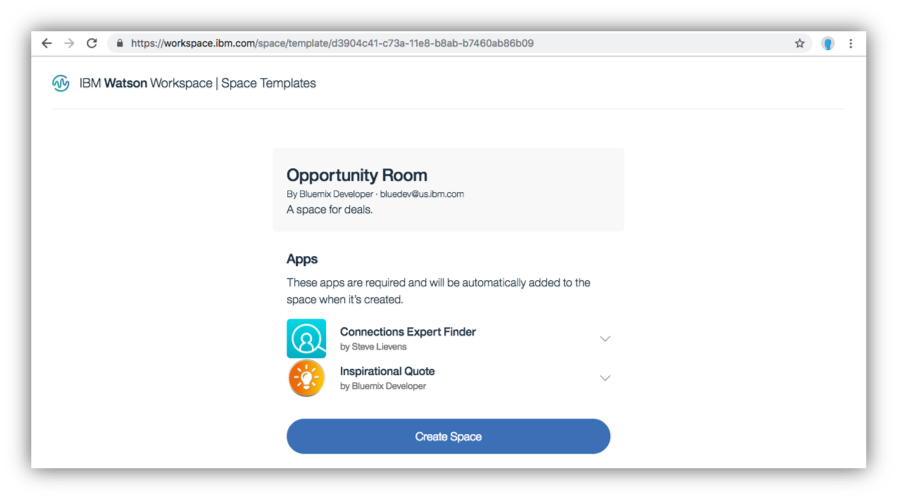 https://workspace.ibm.com/space/template/d3904c41-c73a-11e8-b8ab-b7460ab86b09
IBM Watson Workspace | Space Templates
Opportunity Room
By Bluemix Developer · bluedev@us.ibm.com
A space for deals.
Apps
These apps are required and will be automatically added to the
space when it's created.
Connections Expert Finder
by Steve Lievens
Inspirational Quote
by Bluemix Developer
Create Space